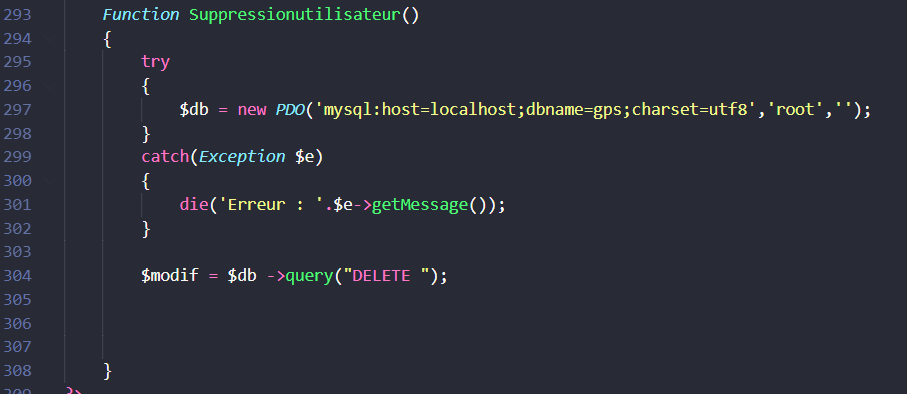 293 Function Suppressionutilisateur()
294 {
295 try
296 {
297 $db = new PDO('mysql:host=localhost;dbname=gps;charset=utf8','root','');
298 }
299 catch(Exception $e)
300 {
301 die('Erreur : '.$e->getMessage());
302 }
303
304 $modif = $db ->query("DELETE ");
305
306
307
308 }
309 ?>